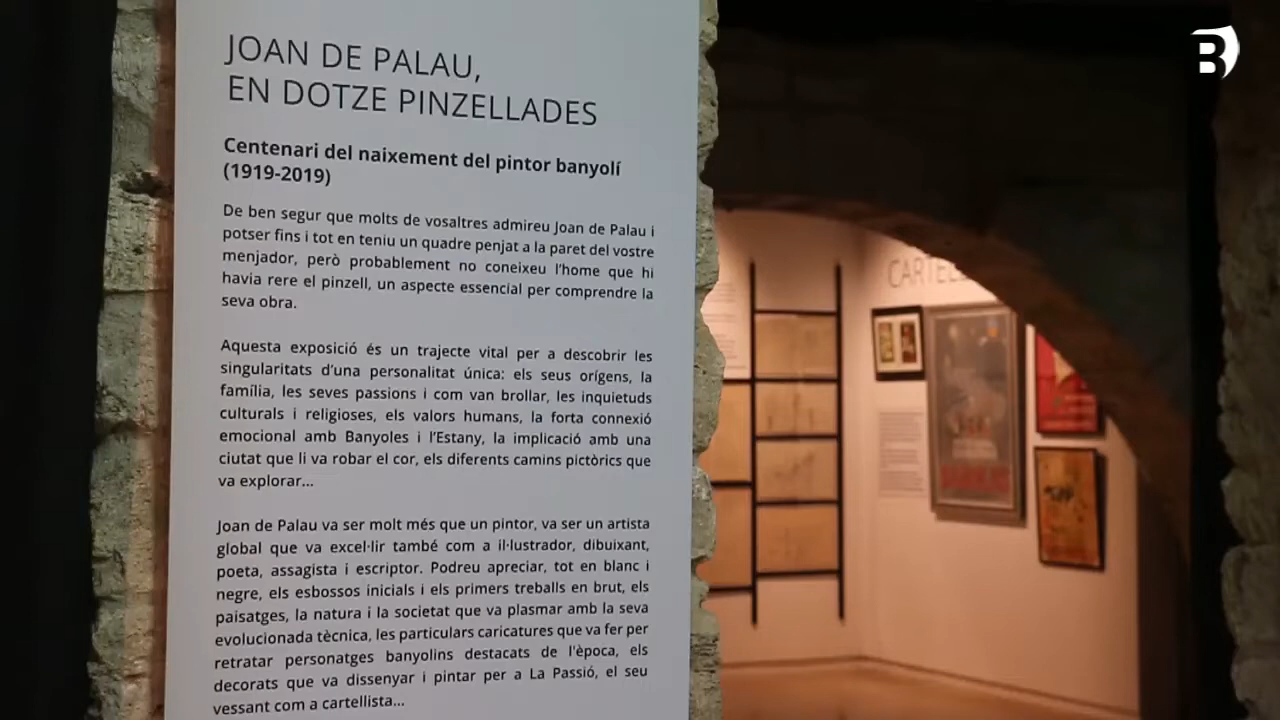 JOAN DE PALAU,
EN DOTZE PINZELLADES
Centenari del naixement del pintor banyolí
(1919-2019)
De ben segur que molts de vosaltres admireu Joan de Palau i
potser fins i tot en teniu un quadre penjat a la paret del vostre
menjador, però probablement no coneixeu l'home que hi
havia rere el pinzell, un aspecte essencial per comprendre la
seva obra.
Aquesta exposició és un trajecte vital per a descobrir les
singularitats d'una personalitat única: els seus orígens, la
família, les seves passions i com van brollar, les inquietuds
culturals i religioses, els valors humans, la forta connexió
emocional amb Banyoles i l'Estany, la implicació amb una
ciutat que li va robar el cor, els diferents camins pictòrics que
va explorar...
Joan de Palau va ser molt més que un pintor, va ser un artista
global que va excel·lir també com a il·lustrador, dibuixant,
poeta, assagista i escriptor. Podreu apreciar, tot en blanc i
negre, els esbossos inicials i els primers treballs en brut, els
paisatges, la natura i la societat que va plasmar amb la seva
evolucionada tècnica, les particulars caricatures que va fer per
retratar personatges banyolins destacats de l'època, els
decorats que va dissenyar i pintar per a La Passió, el seu
vessant com a cartellista...
B